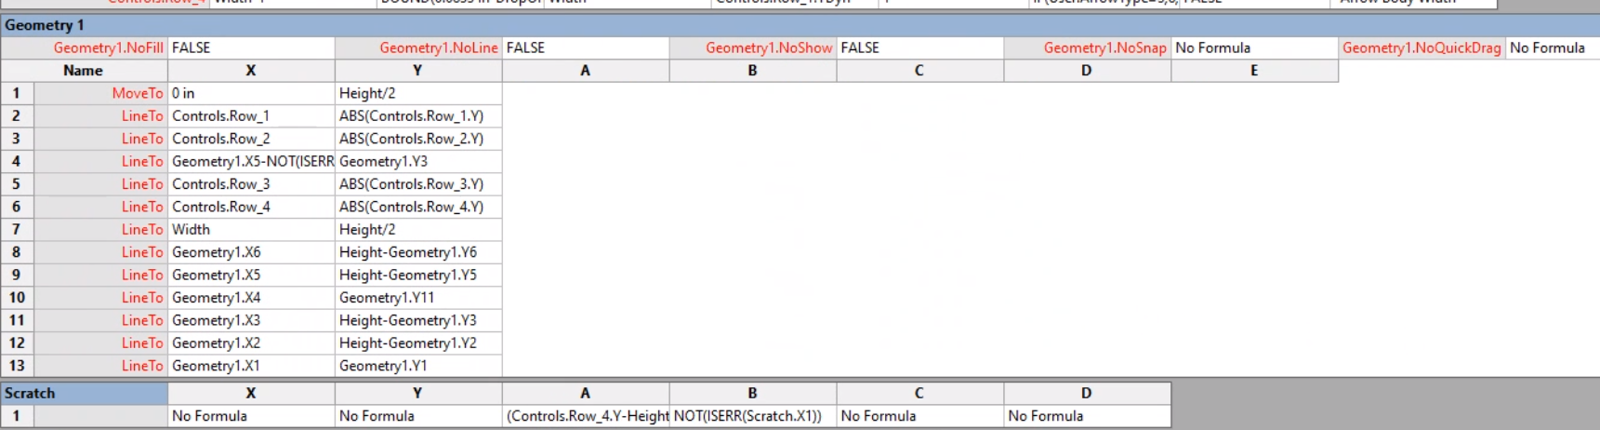 Geometry 1
Geometry1.NoFill FALSE Geometry1.NoLine FALSE Geometry1.NoShow FALSE Geometry1.NoSnap No Formula Geometry1.NoQuickDrag No Formula
Name X Y A B C D E
1 MoveTo 0 in Height/2
2 LineTo Controls.Row_1 ABS(Controls.Row_1.Y)
3 LineTo Controls.Row_2 ABS(Controls.Row_2.Y)
4 LineTo Geometry1.X5-NOT(ISERR Geometry1.Y3
5 LineTo Controls.Row_3 ABS(Controls.Row_3.Y)
6 LineTo Controls.Row_4 ABS(Controls.Row_4.Y)
7 LineTo Width Height/2
8 LineTo Geometry1.X6 Height-Geometry1.Y6
9 LineTo Geometry1.X5 Height-Geometry1.Y5
10 LineTo Geometry1.X4 Geometry1.Y11
11 LineTo Geometry1.X3 Height-Geometry1.Y3
12 LineTo Geometry1.X2 Height-Geometry1.Y2
13 LineTo Geometry1.X1 Geometry1.Y1
Scratch X Y A B C D
1 No Formula No Formula (Controls.Row_4.Y-Height NOT(ISERR(Scratch.X1)) No Formula No Formula